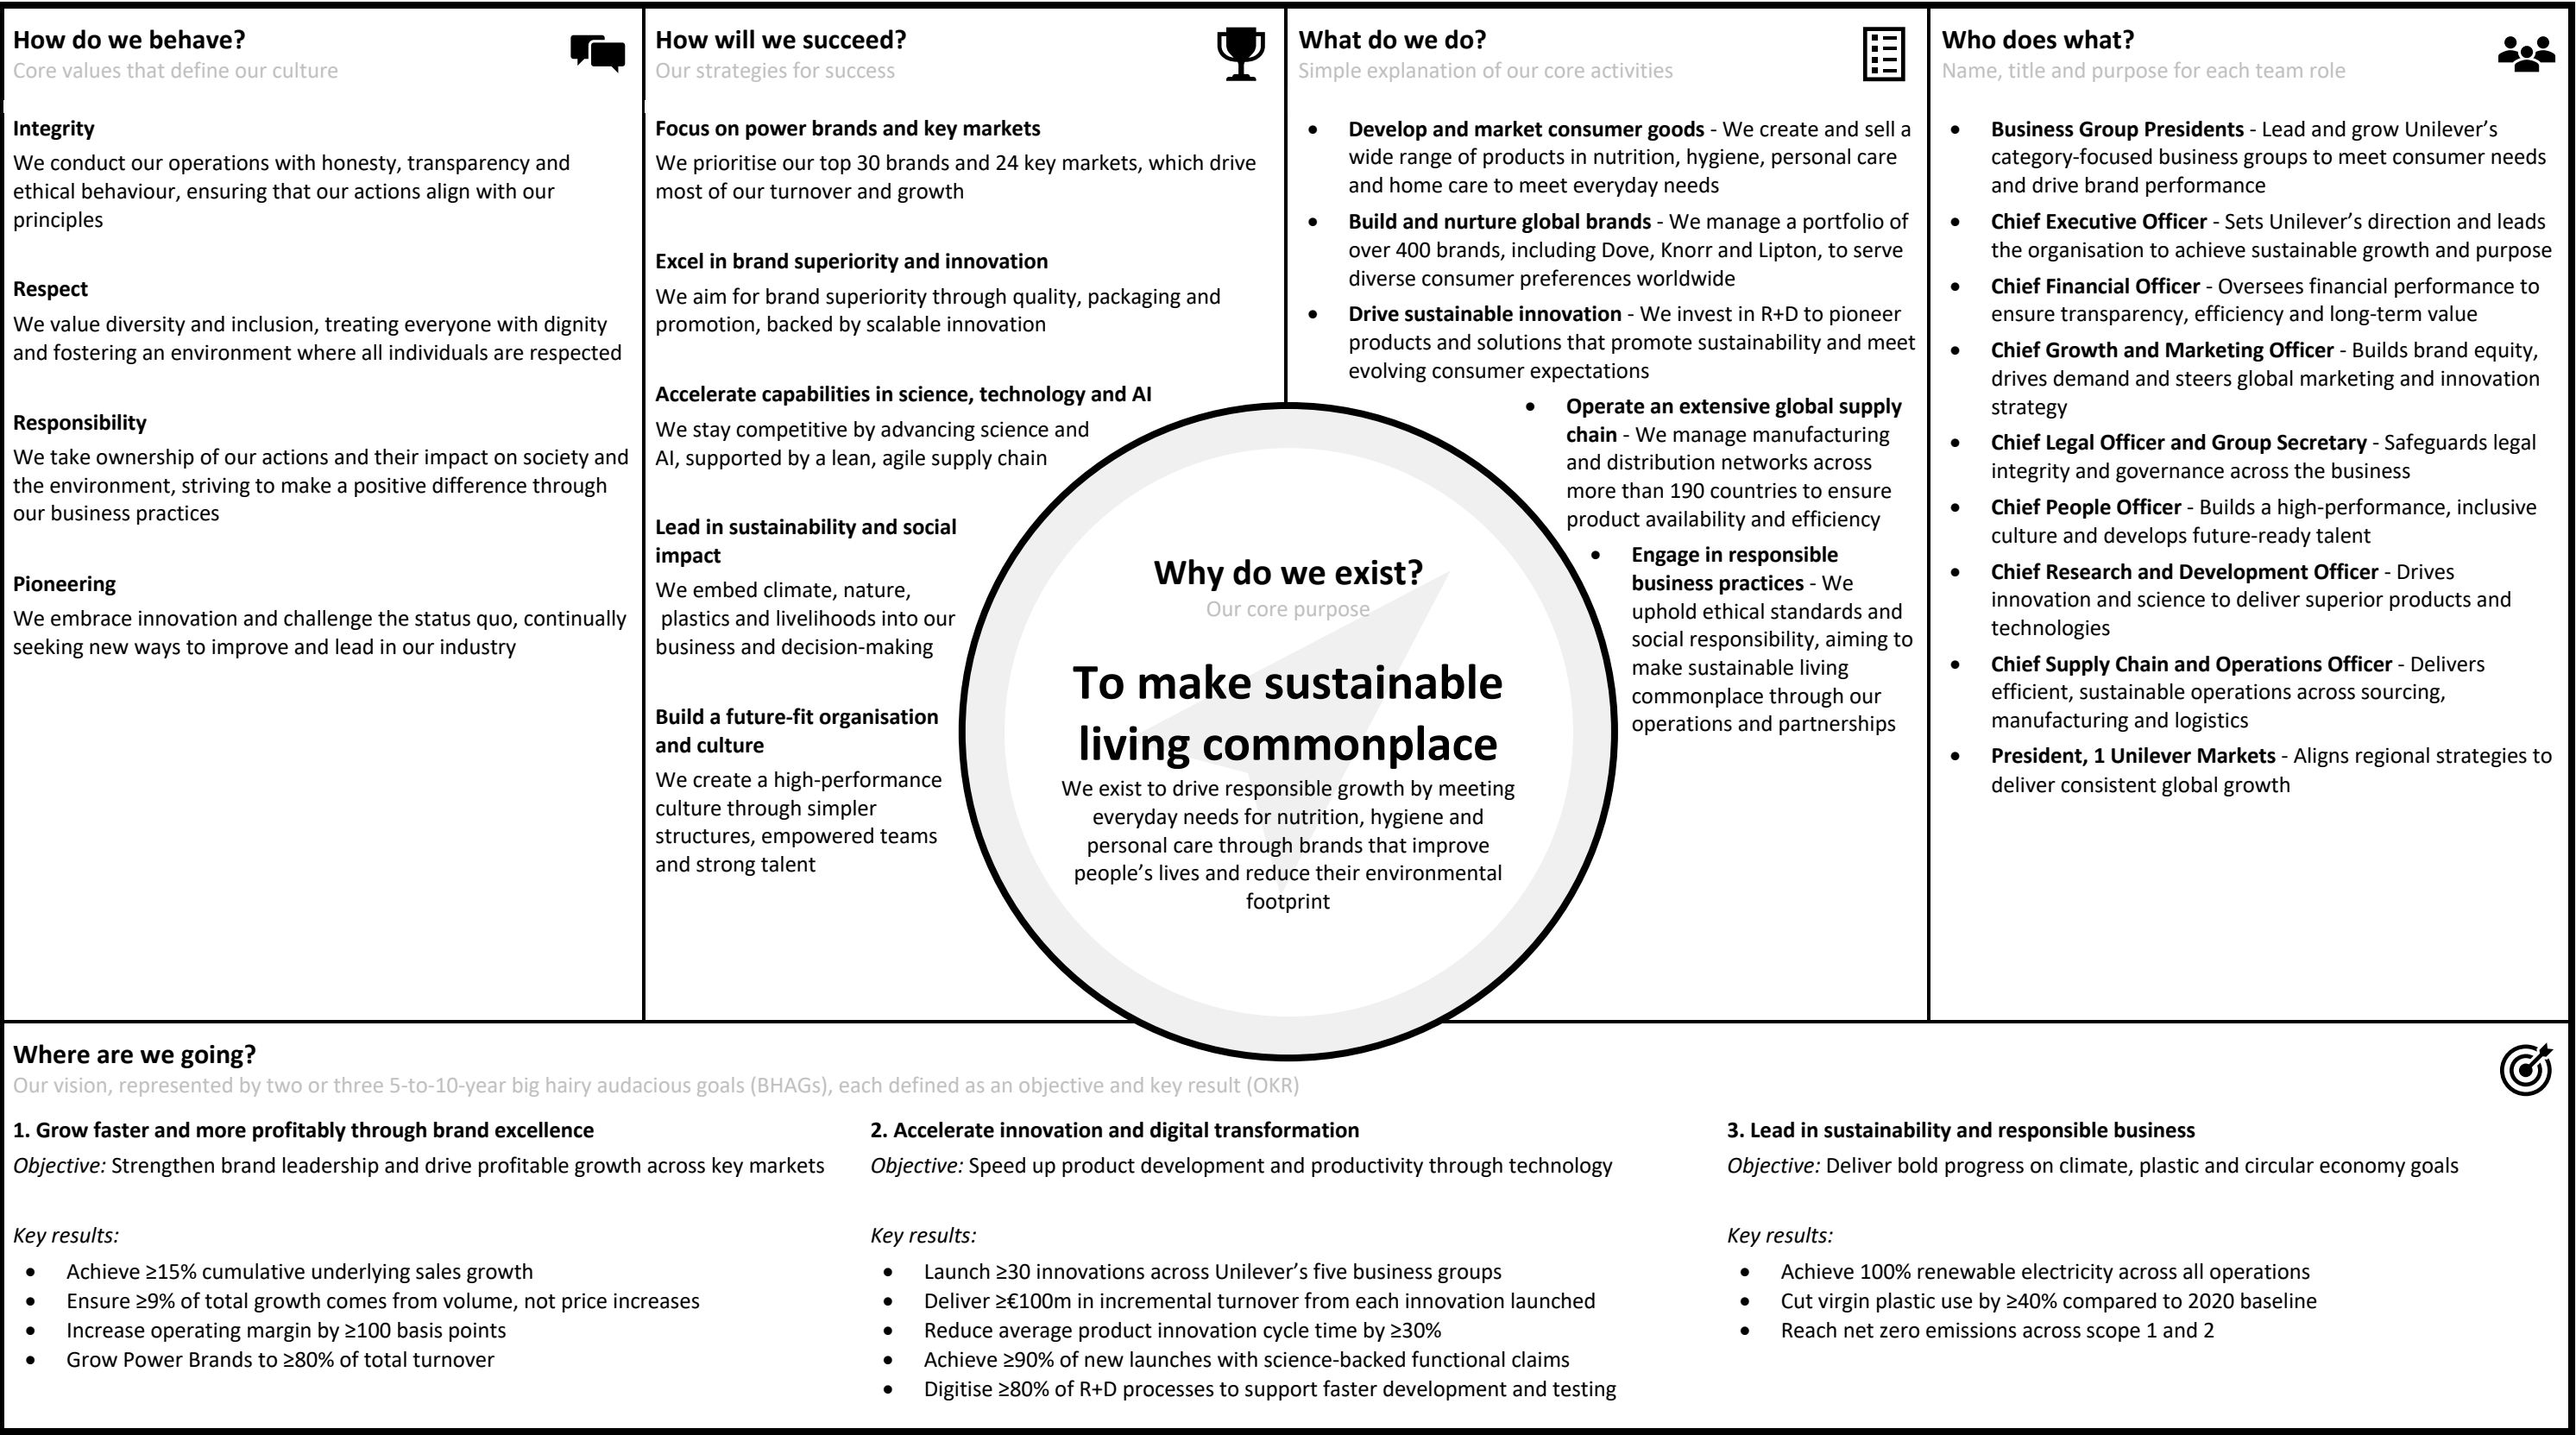 How do we behave?
Core values that define our culture
Integrity
We conduct our operations with honesty, transparency and
ethical behaviour, ensuring that our actions align with our
principles
Respect
We value diversity and inclusion, treating everyone with dignity
and fostering an environment where all individuals are respected
Responsibility
We take ownership of our actions and their impact on society and
the environment, striving to make a positive difference through
our business practices
Pioneering
We embrace innovation and challenge the status quo, continually
seeking new ways to improve and lead in our industry
How will we succeed?
Our strategies for success
Focus on power brands and key markets
We prioritise our top 30 brands and 24 key markets, which drive
most of our turnover and growth
Excel in brand superiority and innovation
We aim for brand superiority through quality, packaging and
promotion, backed by scalable innovation
Accelerate capabilities in science, technology and AI
We stay competitive by advancing science and
AI, supported by a lean, agile supply chain
Lead in sustainability and social
impact
We embed climate, nature,
plastics and livelihoods into our
business and decision-making
Build a future-fit organisation
and culture
We create a high-performance
culture through simpler
structures, empowered teams
and strong talent
What do we do?
Simple explanation of our core activities
• Develop and market consumer goods - We create and sell a
wide range of products in nutrition, hygiene, personal care
and home care to meet everyday needs
• Build and nurture global brands - We manage a portfolio of
over 400 brands, including Dove, Knorr and Lipton, to serve
diverse consumer preferences worldwide
• Drive sustainable innovation - We invest in R+D to pioneer
products and solutions that promote sustainability and meet
evolving consumer expectations
• Operate an extensive global supply
chain - We manage manufacturing
and distribution networks across
more than 190 countries to ensure
product availability and efficiency
• Engage in responsible
business practices - We
uphold ethical standards and
social responsibility, aiming to
make sustainable living
commonplace through our
operations and partnerships
Who does what?
Name, title and purpose for each team role
• Business Group Presidents - Lead and grow Unilever’s
category-focused business groups to meet consumer needs
and drive brand performance
• Chief Executive Officer - Sets Unilever’s direction and leads
the organisation to achieve sustainable growth and purpose
• Chief Financial Officer - Oversees financial performance to
ensure transparency, efficiency and long-term value
• Chief Growth and Marketing Officer - Builds brand equity,
drives demand and steers global marketing and innovation
strategy
• Chief Legal Officer and Group Secretary - Safeguards legal
integrity and governance across the business
• Chief People Officer - Builds a high-performance, inclusive
culture and develops future-ready talent
• Chief Research and Development Officer - Drives
innovation and science to deliver superior products and
technologies
• Chief Supply Chain and Operations Officer - Delivers
efficient, sustainable operations across sourcing,
manufacturing and logistics
• President, 1 Unilever Markets - Aligns regional strategies to
deliver consistent global growth
Why do we exist?
Our core purpose
To make sustainable
living commonplace
We exist to drive responsible growth by meeting
everyday needs for nutrition, hygiene and
personal care through brands that improve
people’s lives and reduce their environmental
footprint
Where are we going?
Our vision, represented by two or three 5-to-10-year big hairy audacious goals (BHAGs), each defined as an objective and key result (OKR)
1. Grow faster and more profitably through brand excellence
Objective: Strengthen brand leadership and drive profitable growth across key markets
Key results:
• Achieve ≥15% cumulative underlying sales growth
• Ensure ≥9% of total growth comes from volume, not price increases
• Increase operating margin by ≥100 basis points
• Grow Power Brands to ≥80% of total turnover
2. Accelerate innovation and digital transformation
Objective: Speed up product development and productivity through technology
Key results:
• Launch ≥30 innovations across Unilever’s five business groups
• Deliver ≥€100m in incremental turnover from each innovation launched
• Reduce average product innovation cycle time by ≥30%
• Achieve ≥90% of new launches with science-backed functional claims
• Digitise ≥80% of R+D processes to support faster development and testing
3. Lead in sustainability and responsible business
Objective: Deliver bold progress on climate, plastic and circular economy goals
Key results:
• Achieve 100% renewable electricity across all operations
• Cut virgin plastic use by ≥40% compared to 2020 baseline
• Reach net zero emissions across scope 1 and 2